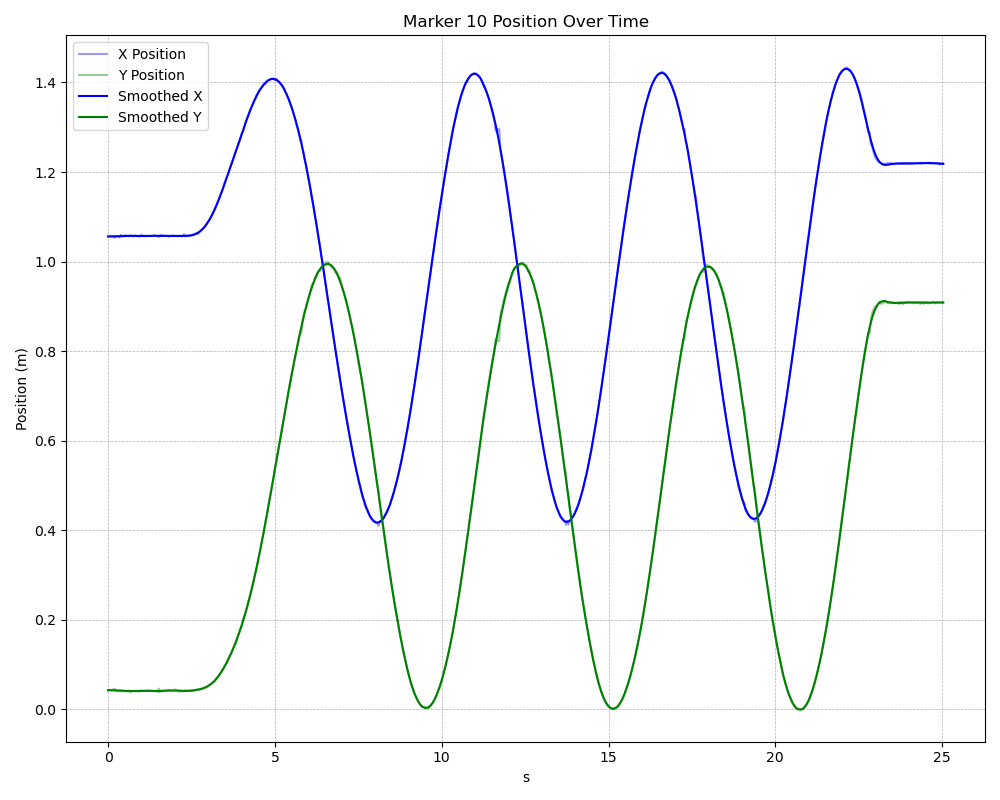 Marker 10 Position Over Time
X Position
Y Position
Smoothed X
Smoothed Y
Position (m)
1.4
1.2
1.0
0.8
0.6
0.4
0.2
0.0
0 5 10 15 20 25
s